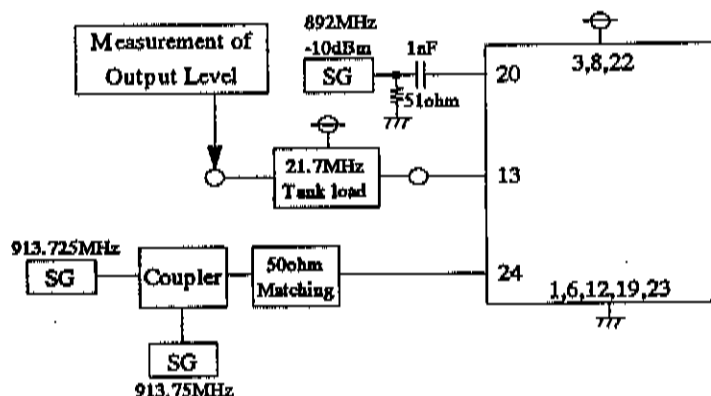 892MHz
-10dBm
1nF
SG
51ohm
3,8,22
20
Measurement of
Output Level
21.7MHz
Tank load
13
913.725MHz
SG
Coupler
50ohm
Matching
24
1,6,12,19,23
SG
913.75MHz